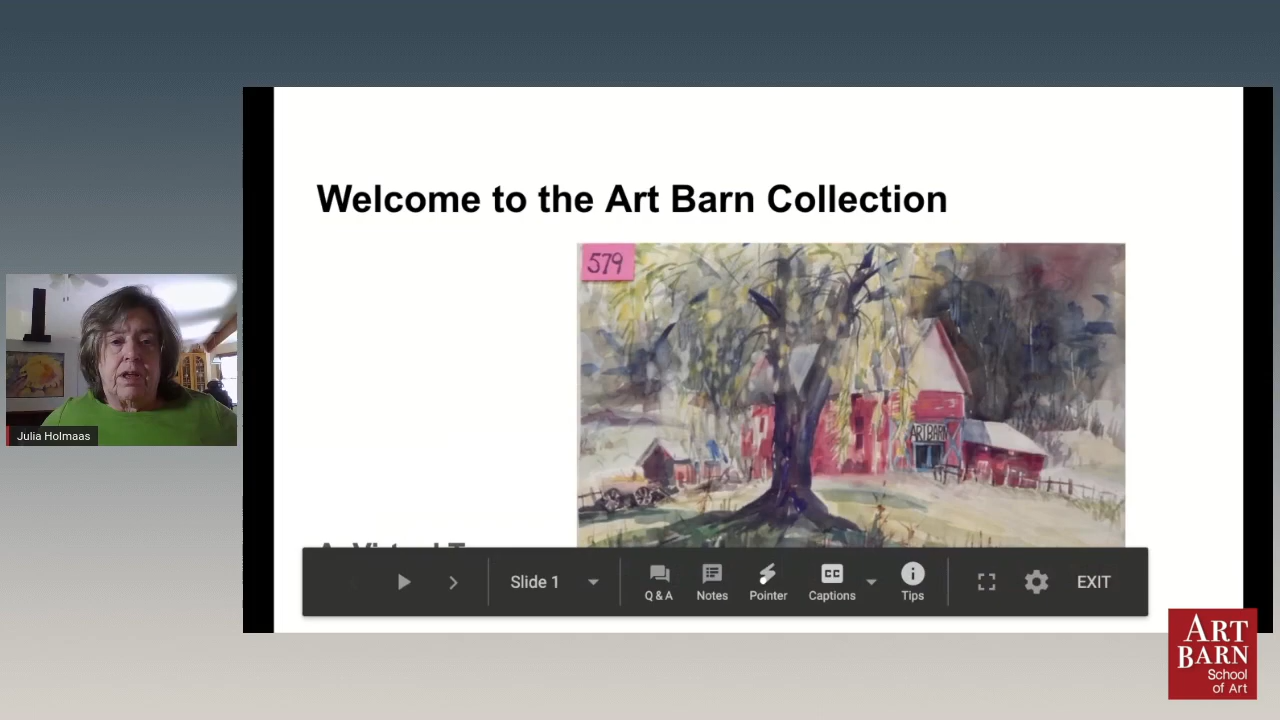 Welcome to the Art Barn Collection
579
ART BARN
Julia Holmaas
Slide 1
Q & A
Notes
Pointer
CC
Captions
Tips
EXIT
ART
BARN
School
of Art